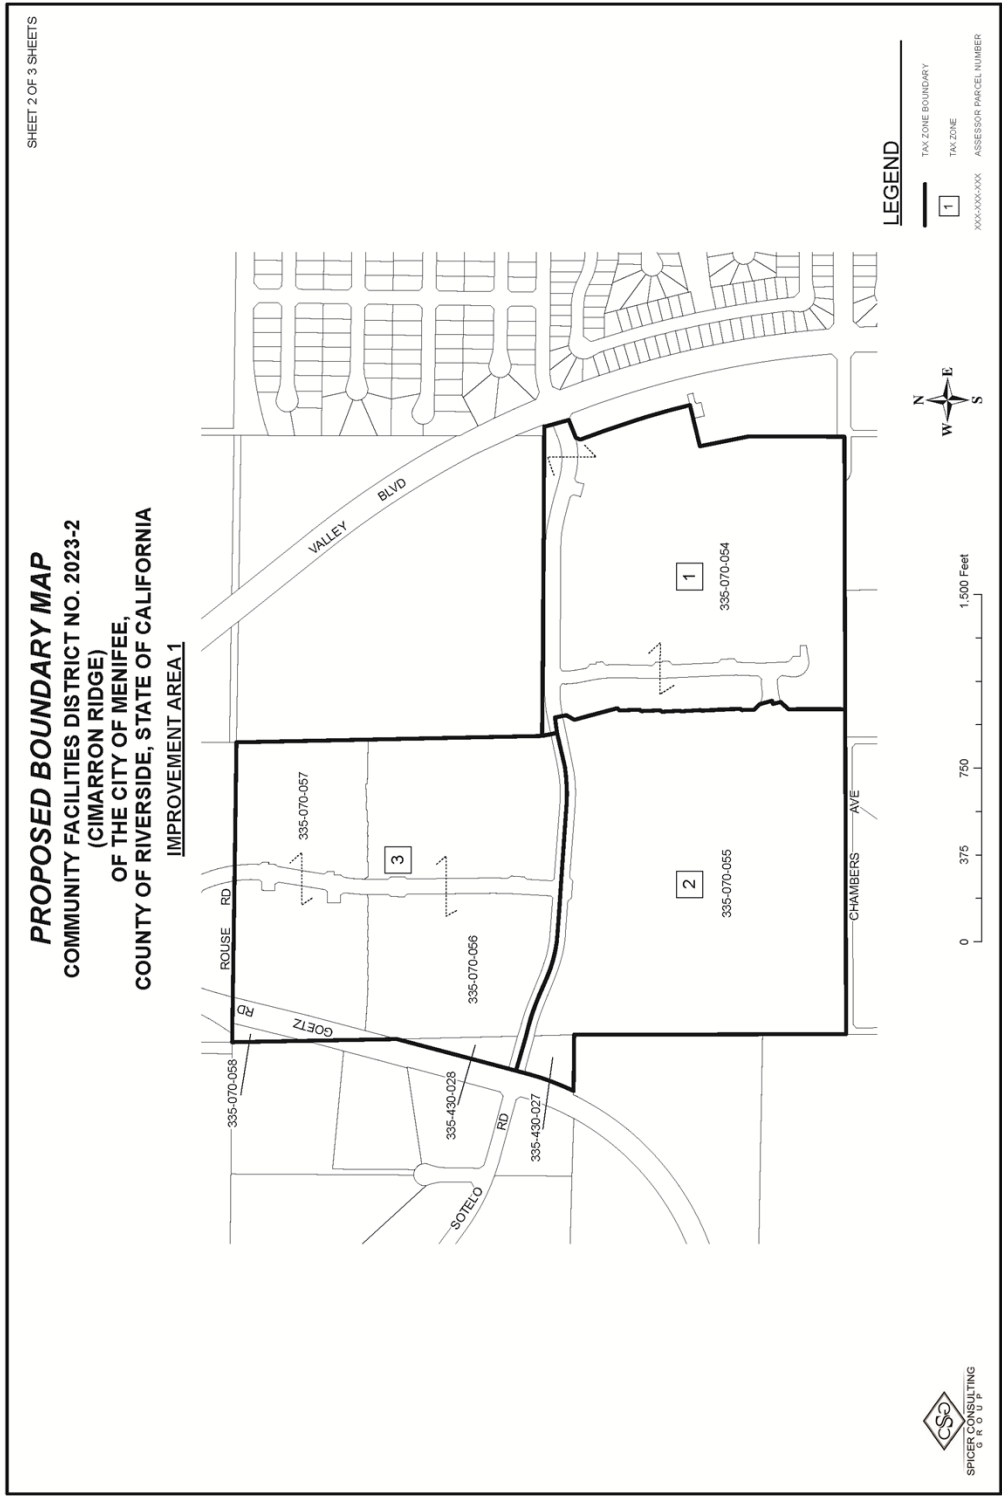 SHEET 2 OF 3 SHEETS
PROPOSED BOUNDARY MAP
COMMUNITY FACILITIES DISTRICT NO. 2023-2
(CIMARRON RIDGE)
OF THE CITY OF MENIFEE,
COUNTY OF RIVERSIDE, STATE OF CALIFORNIA
IMPROVEMENT AREA 1
ROUSE RD
VALLEY BLVD
GOETZ RD
335-070-058
335-070-057
3
335-070-056
335-430-028
335-430-027
SOTELO RD
1
335-070-054
2
335-070-055
CHAMBERS AVE
LEGEND
TAX ZONE BOUNDARY
1
TAX ZONE
XXX-XXX-XXX
ASSESSOR PARCEL NUMBER
N
W E
S
0 375 750 1,500 Feet
CSG
SPICER CONSULTING
GROUP